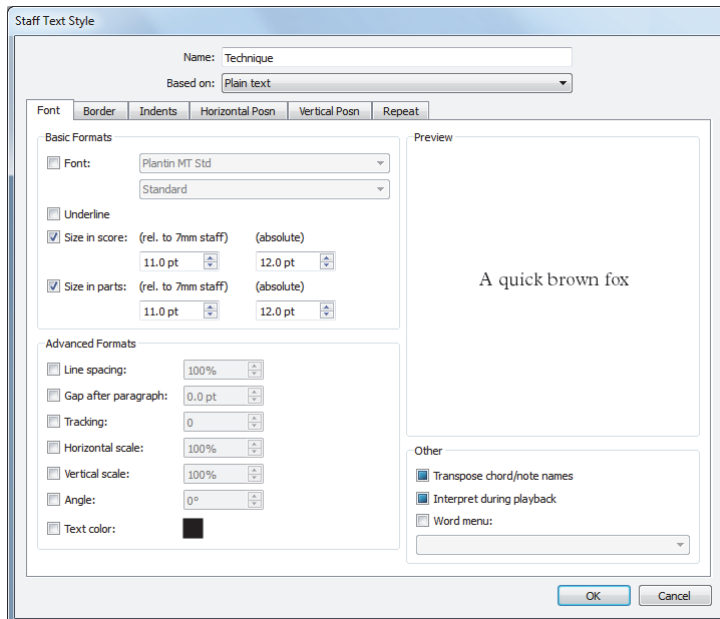 Staff Text Style
Name: Technique
Based on: Plain text
Font Border Indents Horizontal Posn Vertical Posn Repeat
Basic Formats
Font: Plantin MT Std
Standard
Underline
Size in score: (rel. to 7mm staff) (absolute)
11.0 pt 12.0 pt
Size in parts: (rel. to 7mm staff) (absolute)
11.0 pt 12.0 pt
Advanced Formats
Line spacing: 100%
Gap after paragraph: 0.0 pt
Tracking: 0
Horizontal scale: 100%
Vertical scale: 100%
Angle: 0°
Text color:
Preview
A quick brown fox
Other
Transpose chord/note names
Interpret during playback
Word menu:
OK Cancel